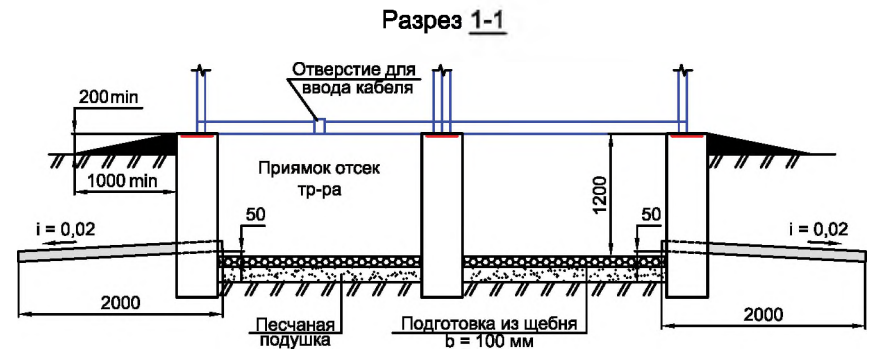 Разрез 1-1
Отверстие для
ввода кабеля
200min
1000 min
Приямок отсек
тр-ра
1200
50
50
i = 0,02
i = 0,02
2000
2000
Песчаная
подушка
Подготовка из щебня
b = 100 мм